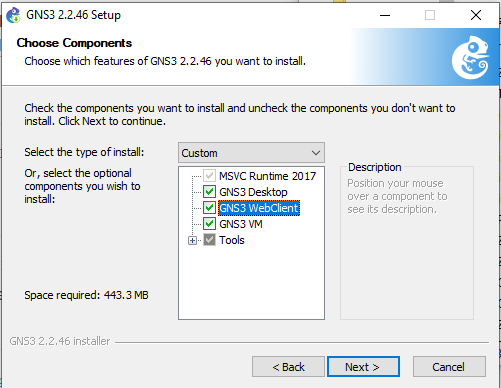 GNS3 2.2.46 Setup
Choose Components
Choose which features of GNS3 2.2.46 you want to install.
Check the components you want to install and uncheck the components you don't want to
install. Click Next to continue.
Select the type of install:
Custom
Or, select the optional
components you wish to
install:
MSVC Runtime 2017
GNS3 Desktop
GNS3 WebClient
GNS3 VM
Tools
Description
Position your mouse
over a component to
see its description.
Space required: 443.3 MB
GNS3 2.2.46 installer
< Back
Next >
Cancel